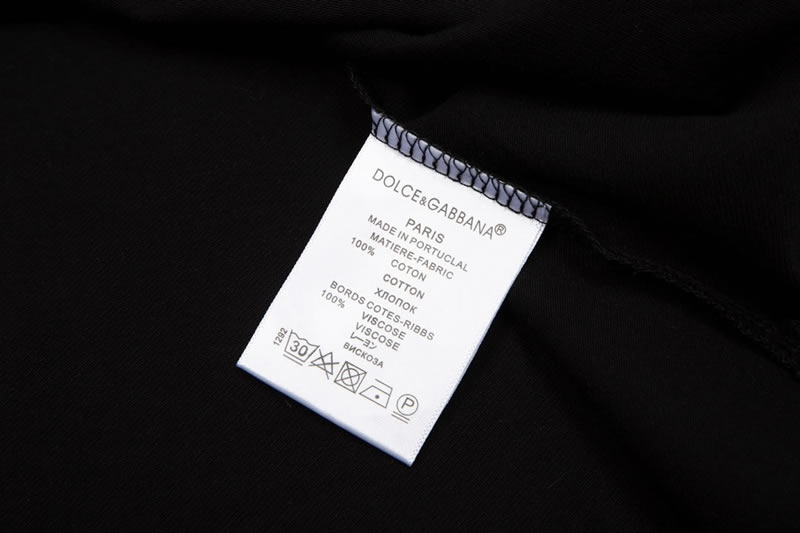 DOLCE&GABBANA®
PARIS
MADE IN PORTUCLAL
MATIERE-FABRIC
100% COTON
COTTON
ХЛОПОК
BORDS COTES-RIBBS
100% VISCOSE
VISCOSE
レーヨン
ВИСКОЗА
1292
30
P